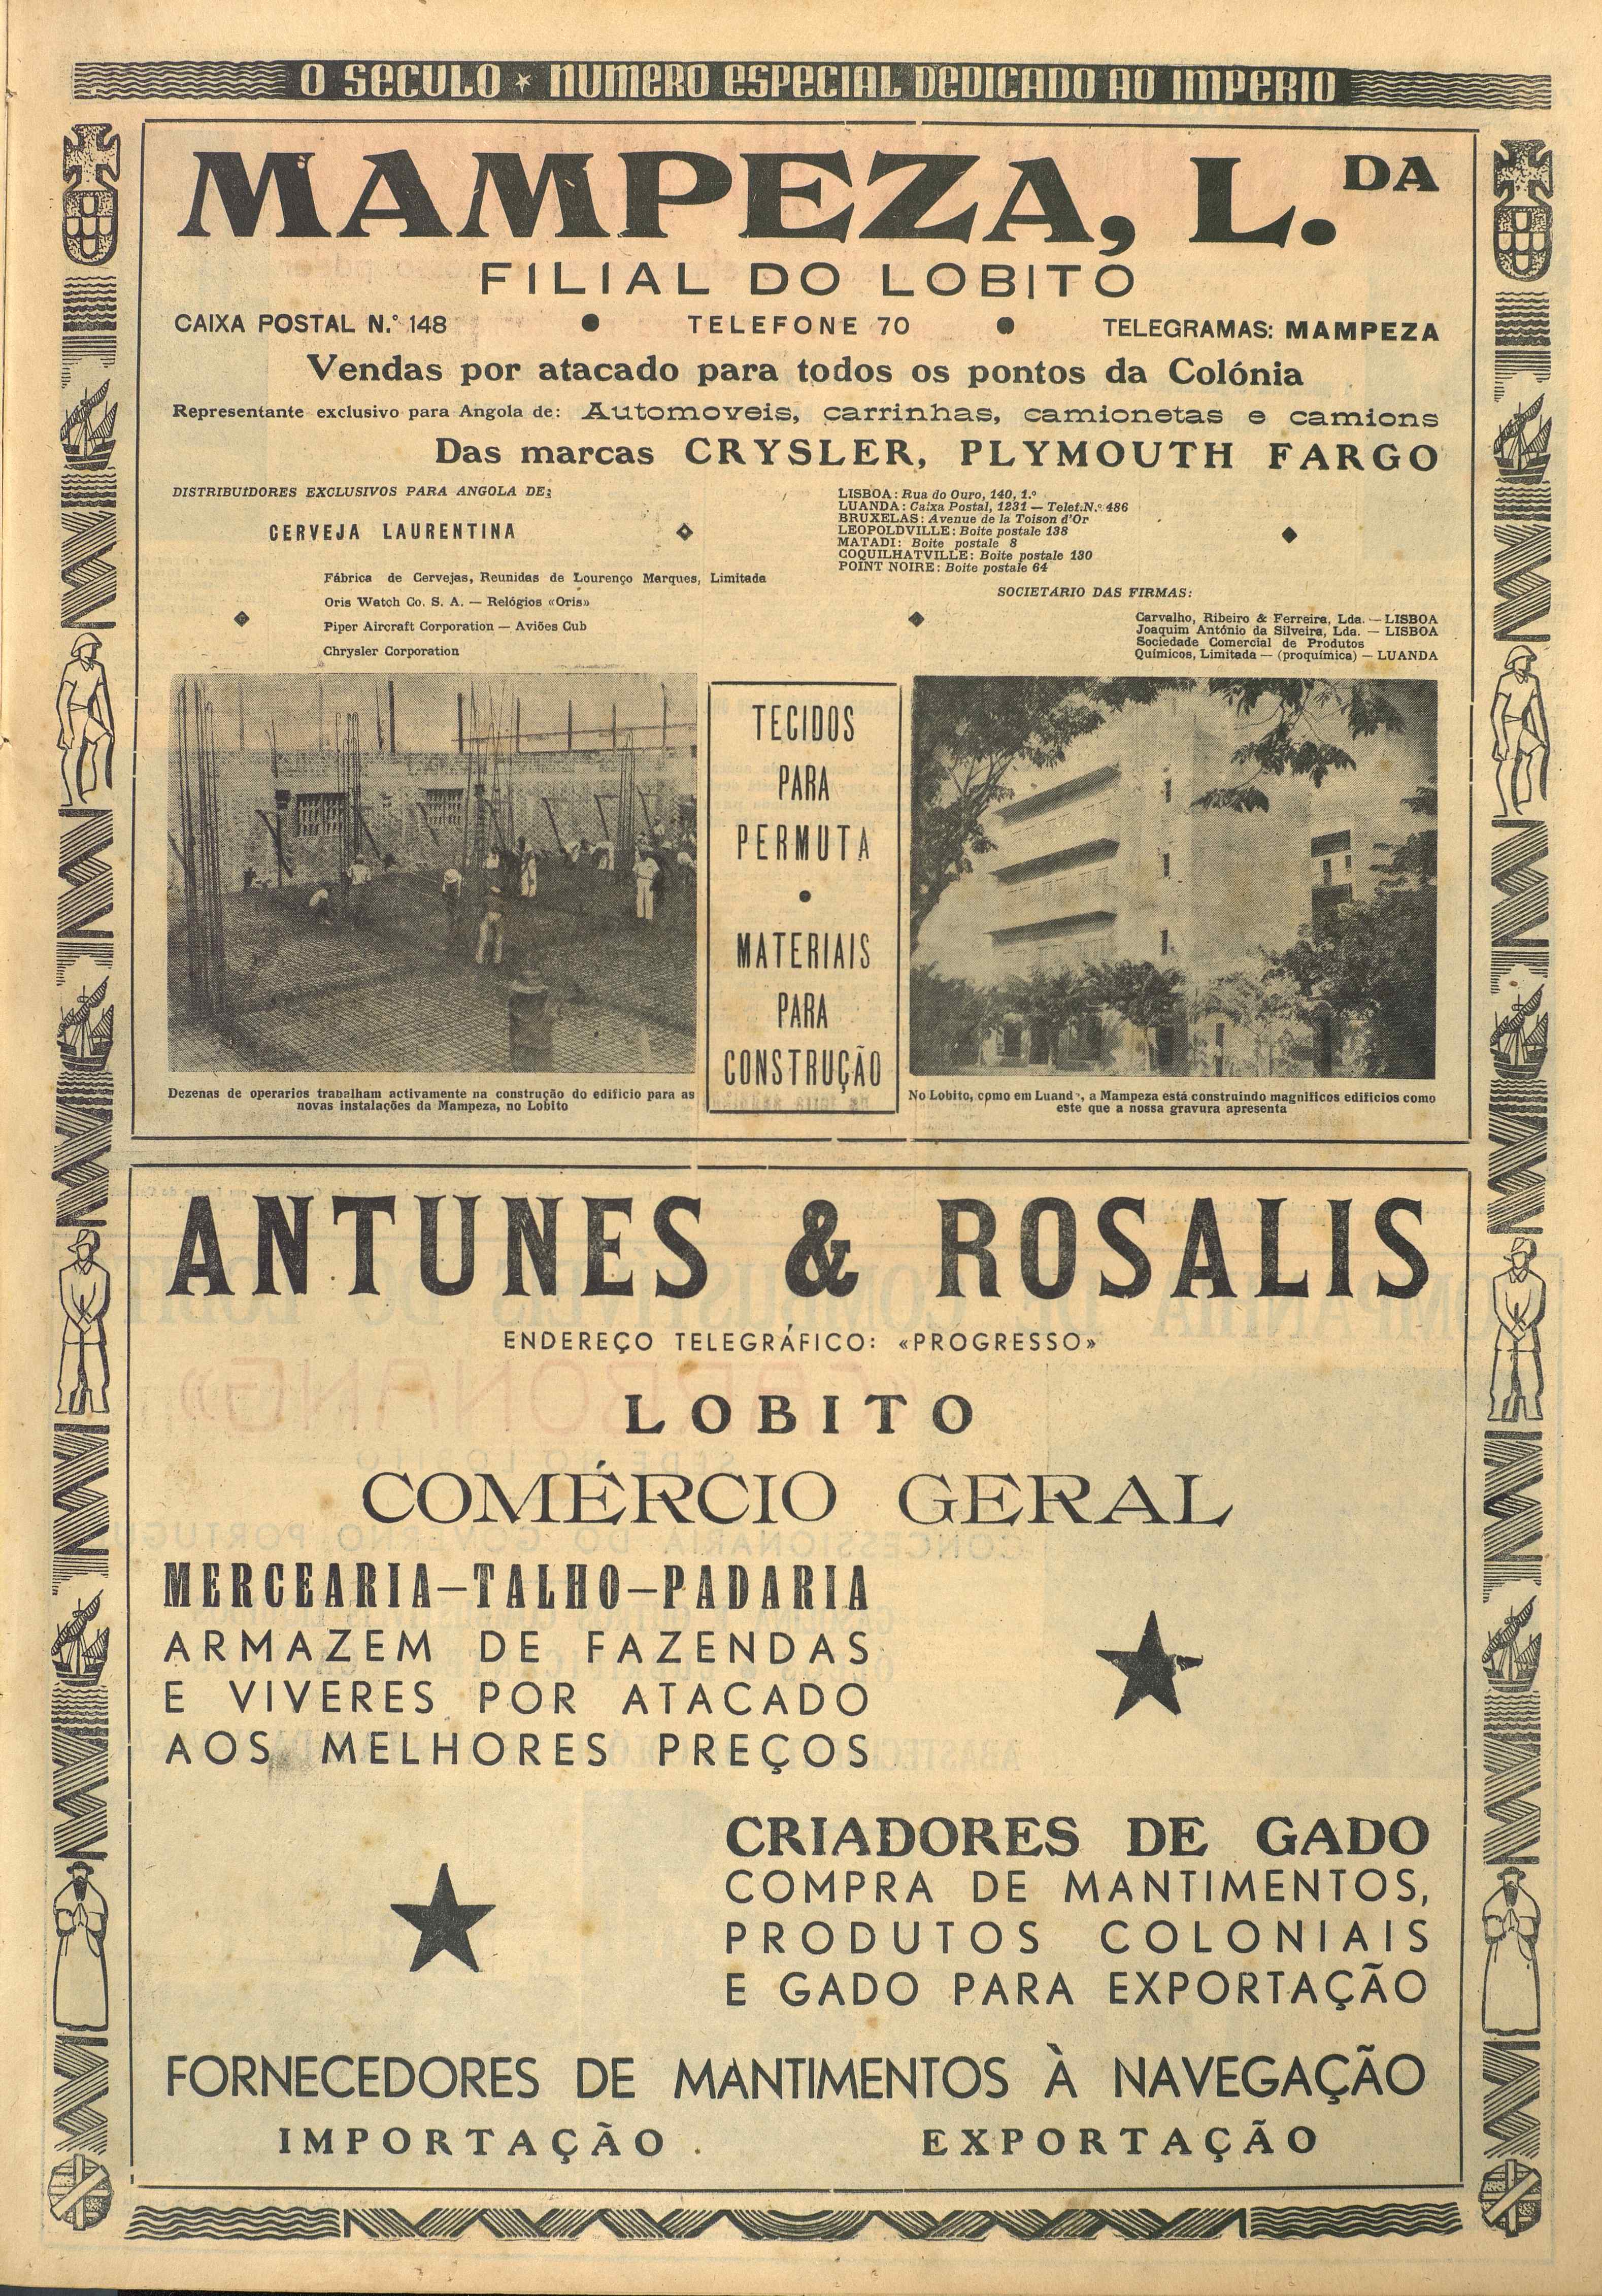 O SECULO ★ NUMERO ESPECIAL DEDICADO AO IMPERIO
MAMPEZA, L.DA
FILIAL DO LOBITO
CAIXA POSTAL N.º 148 ● TELEFONE 70 ● TELEGRAMAS: MAMPEZA
Vendas por atacado para todos os pontos da Colónia
Representante exclusivo para Angola de: Automoveis, carrinhas, camionetas e camions
Das marcas CRYSLER, PLYMOUTH FARGO
DISTRIBUIDORES EXCLUSIVOS PARA ANGOLA DE:
CERVEJA LAURENTINA
Fábrica de Cervejas, Reunidas de Lourenço Marques, Limitada
Oris Watch Co. S. A. — Relógios «Oris»
Piper Aircraft Corporation — Aviões Cub
Chrysler Corporation
LISBOA: Rua do Ouro, 140, 1.º
LUANDA: Caixa Postal, 1231 — Telef.N.º 486
BRUXELAS: Avenue de la Toison d'Or
LEOPOLDVILLE: Boite postale 138
MATADI: Boite postale 8
COQUILHATVILLE: Boite postale 130
POINT NOIRE: Boite postale 64
SOCIETARIO DAS FIRMAS:
Carvalho, Ribeiro & Ferreira, Lda. — LISBOA
Joaquim António da Silveira, Lda. — LISBOA
Sociedade Comercial de Produtos
Químicos, Limitada — (proquímica) — LUANDA
TECIDOS
PARA
PERMUTA
●
MATERIAIS
PARA
CONSTRUÇÃO
Dezenas de operarios trabalham activamente na construção do edificio para as
novas instalações da Mampeza, no Lobito
No Lobito, como em Luand, a Mampeza está construindo magnificos edificios como
este que a nossa gravura apresenta
ANTUNES & ROSALIS
ENDEREÇO TELEGRÁFICO: «PROGRESSO»
LOBITO
COMÉRCIO GERAL
MERCEARIA—TALHO—PADARIA
ARMAZEM DE FAZENDAS
E VIVERES POR ATACADO
AOS MELHORES PREÇOS
CRIADORES DE GADO
COMPRA DE MANTIMENTOS,
PRODUTOS COLONIAIS
E GADO PARA EXPORTAÇÃO
FORNECEDORES DE MANTIMENTOS À NAVEGAÇÃO
IMPORTAÇÃO EXPORTAÇÃO